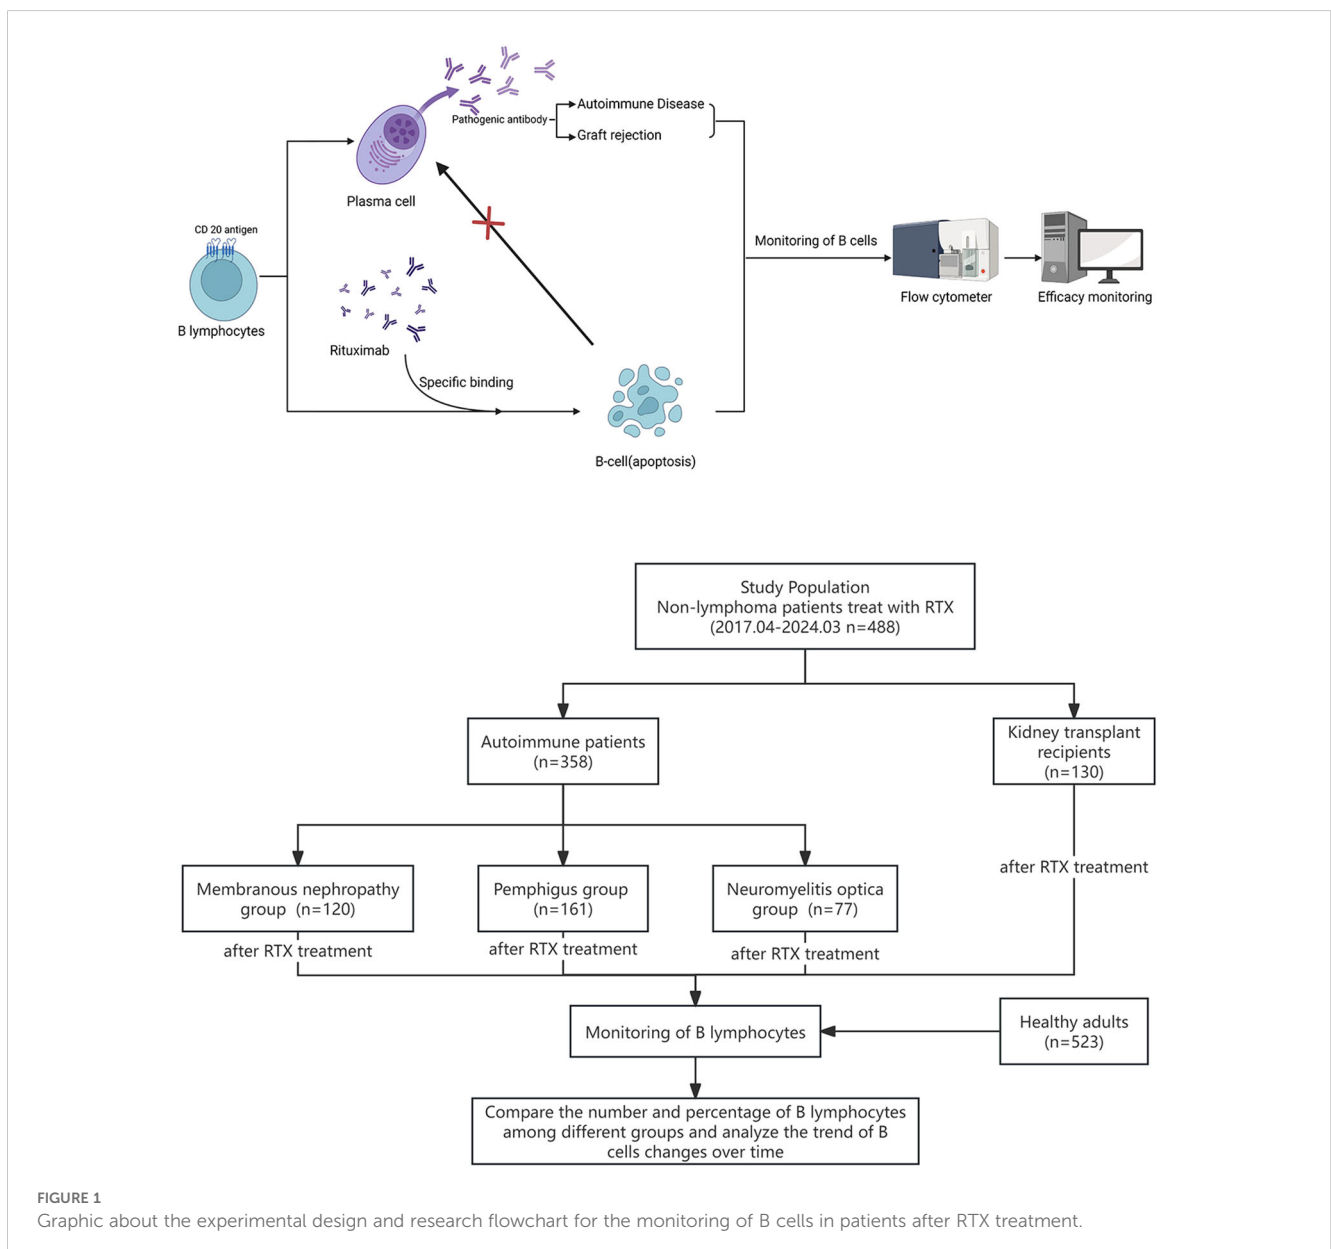 Pathogenic antibody
Autoimmune Disease
Graft rejection
Plasma cell
CD 20 antigen
B lymphocytes
Rituximab
Specific binding
B-cell(apoptosis)
Monitoring of B cells
Flow cytometer
Efficacy monitoring
Study Population
Non-lymphoma patients treat with RTX
(2017.04-2024.03 n=488)
Autoimmune patients
(n=358)
Kidney transplant
recipients
(n=130)
Membranous nephropathy
group (n=120)
Pemphigus group
(n=161)
Neuromyelitis optica
group (n=77)
after RTX treatment
after RTX treatment
after RTX treatment
after RTX treatment
Monitoring of B lymphocytes
Healthy adults
(n=523)
Compare the number and percentage of B lymphocytes
among different groups and analyze the trend of B
cells changes over time
FIGURE 1
Graphic about the experimental design and research flowchart for the monitoring of B cells in patients after RTX treatment.